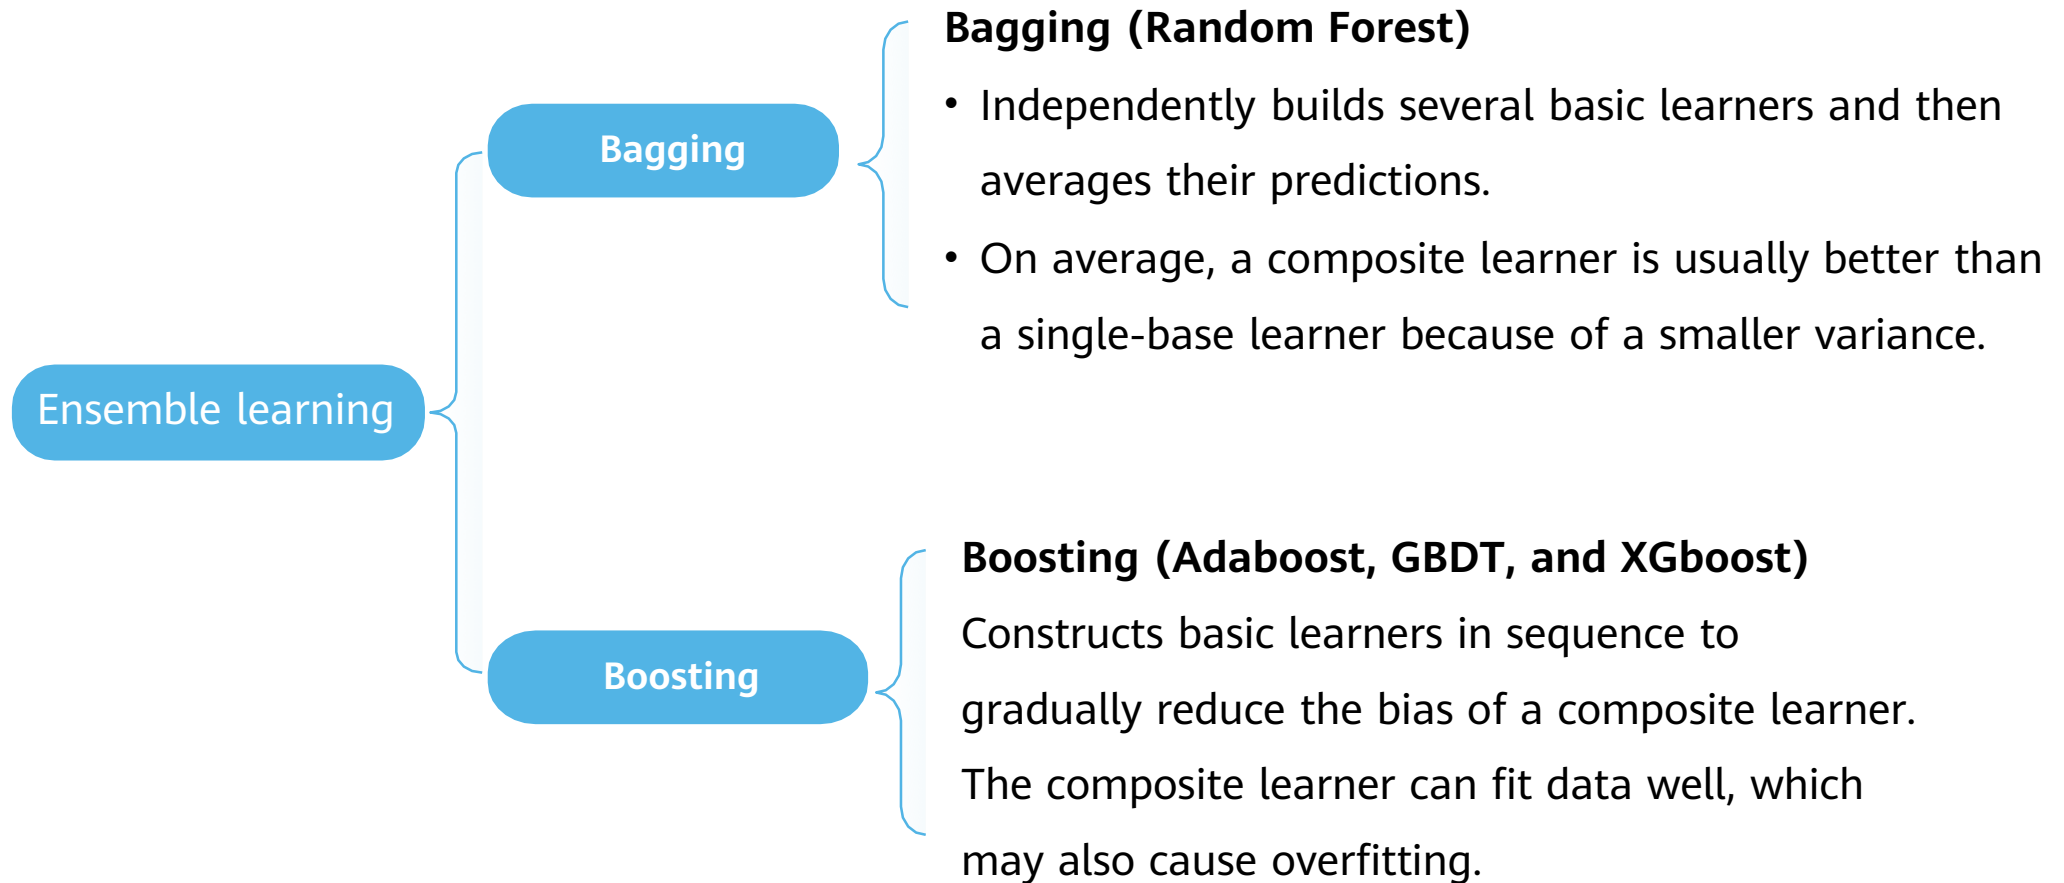 Ensemble learning
Bagging
Bagging (Random Forest)
• Independently builds several basic learners and then
averages their predictions.
• On average, a composite learner is usually better than
a single-base learner because of a smaller variance.
Boosting
Boosting (Adaboost, GBDT, and XGboost)
Constructs basic learners in sequence to
gradually reduce the bias of a composite learner.
The composite learner can fit data well, which
may also cause overfitting.